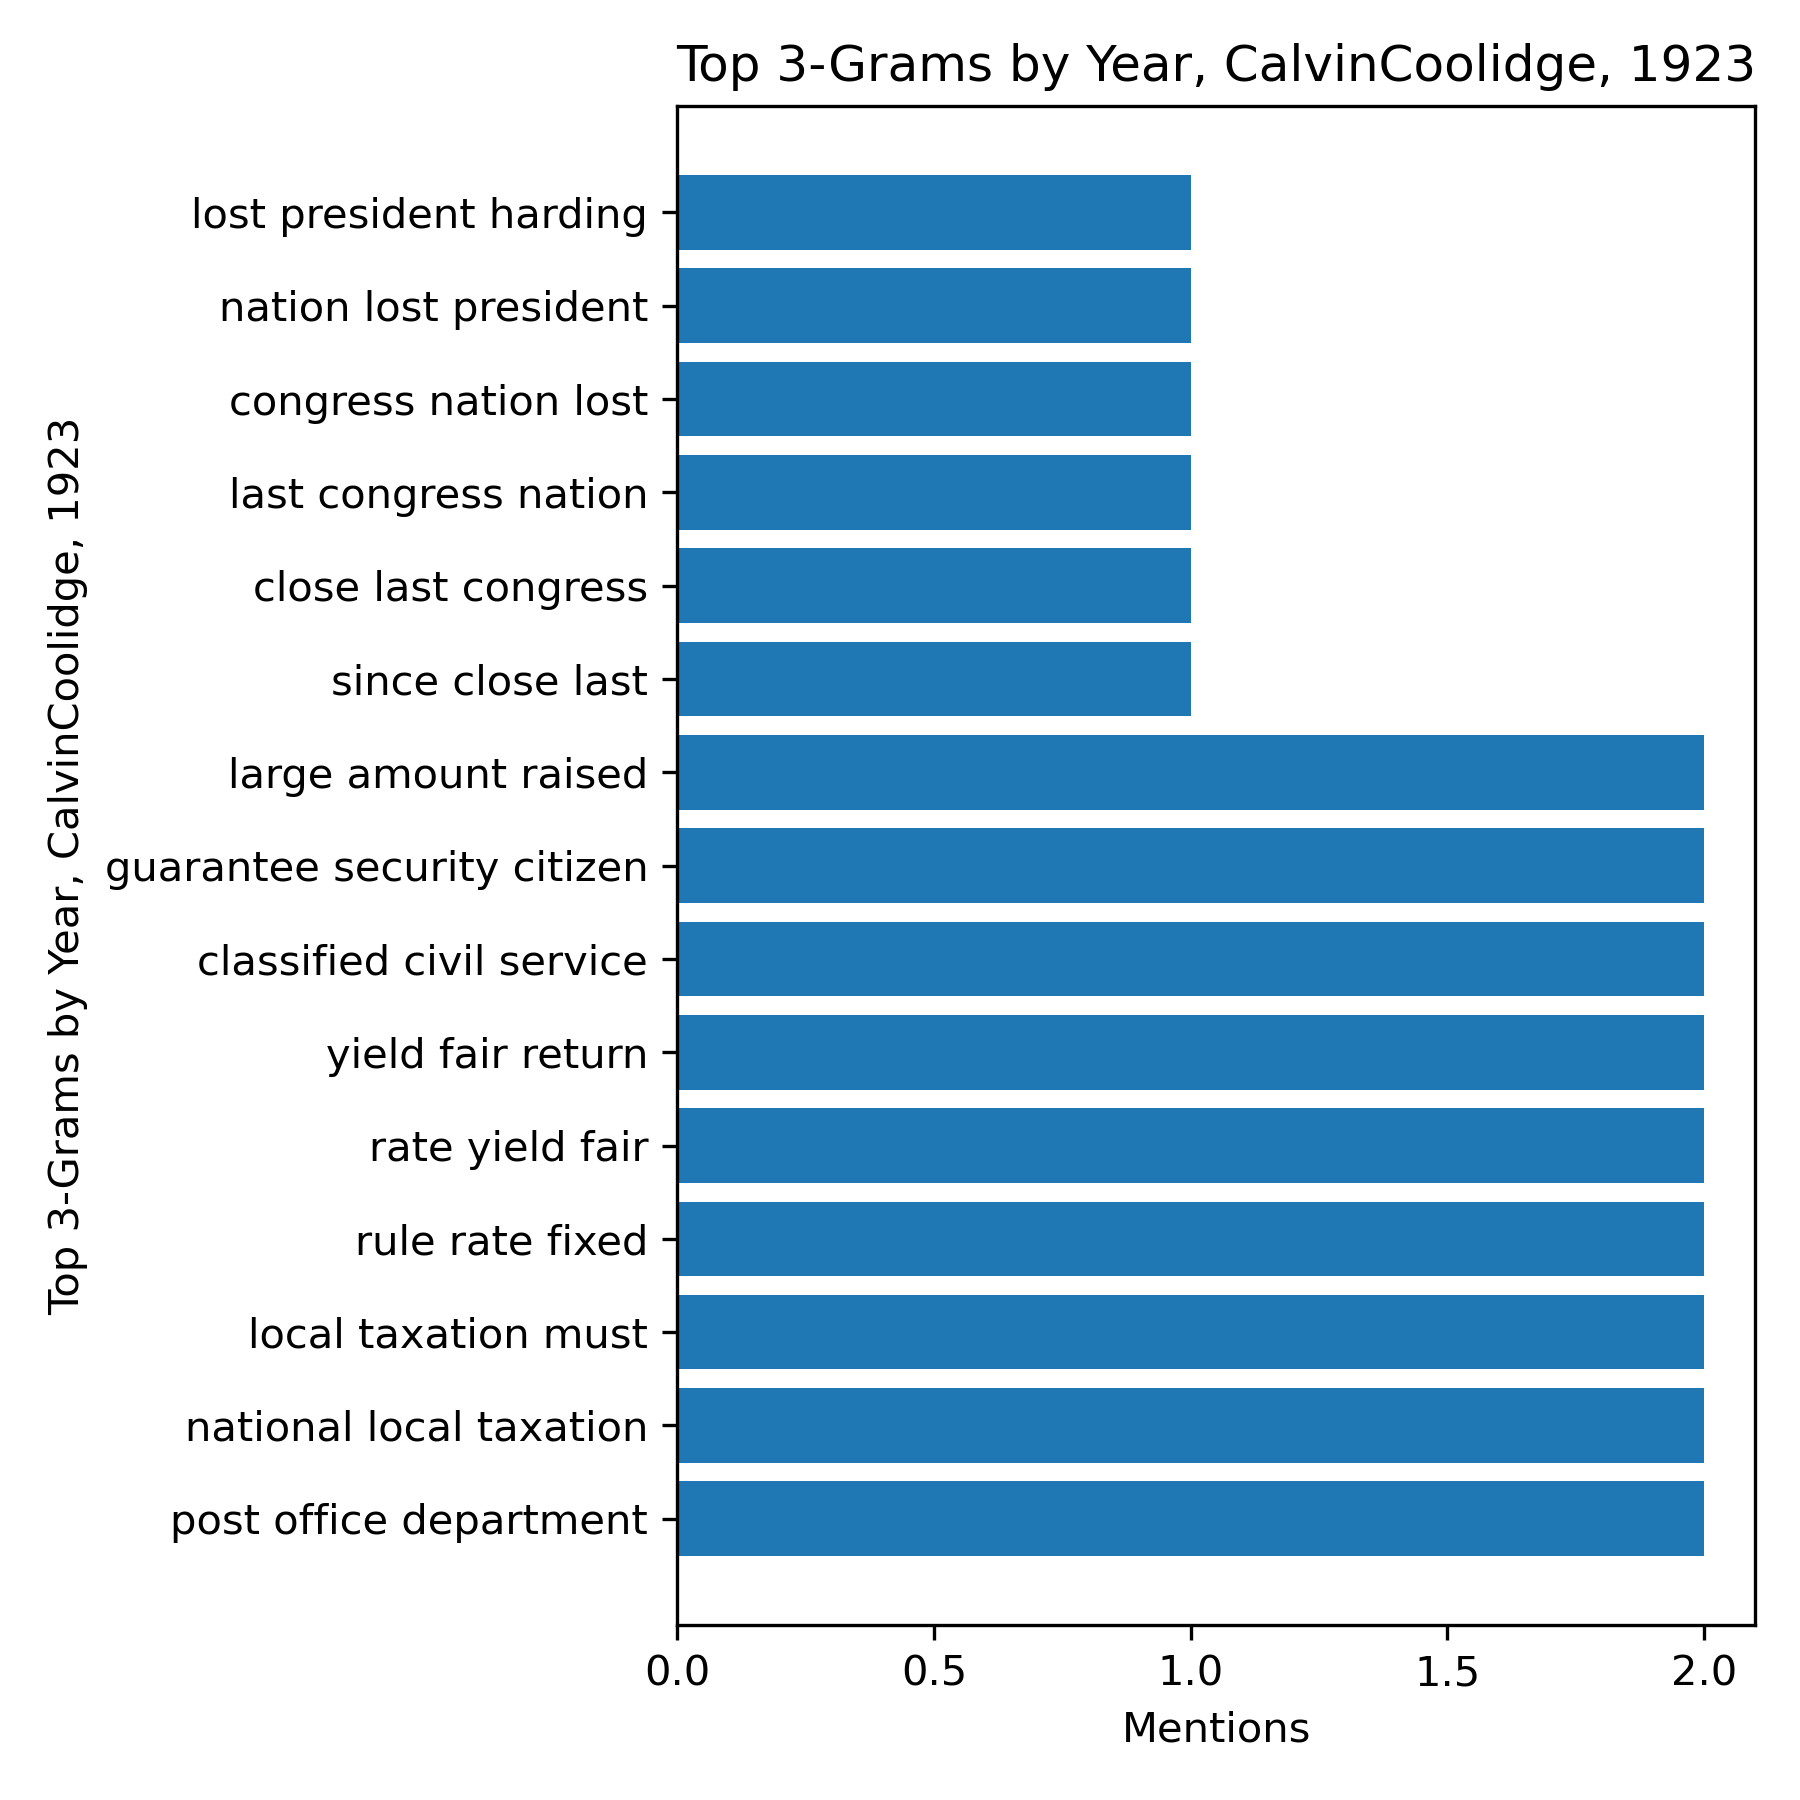 Top 3-Grams by Year, CalvinCoolidge, 1923
Top 3-Grams by Year, CalvinCoolidge, 1923
lost president harding
nation lost president
congress nation lost
last congress nation
close last congress
since close last
large amount raised
guarantee security citizen
classified civil service
yield fair return
rate yield fair
rule rate fixed
local taxation must
national local taxation
post office department
0.0 0.5 1.0 1.5 2.0
Mentions